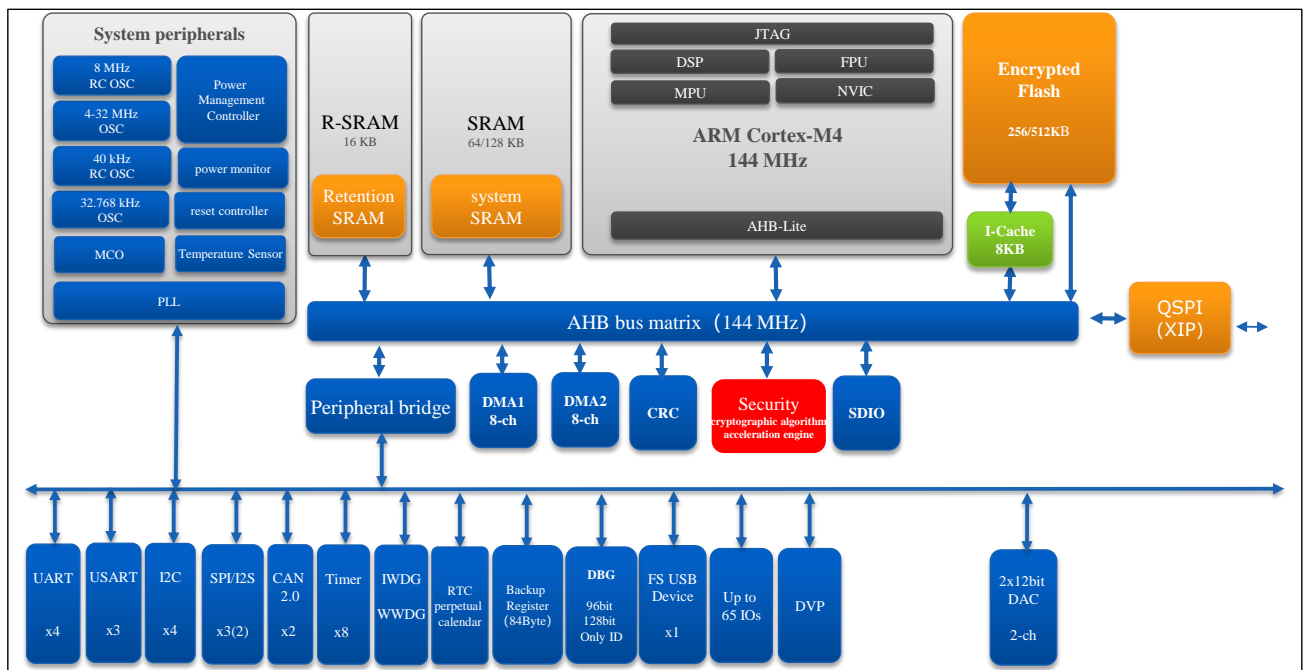 System peripherals
8 MHz
RC OSC
4-32 MHz
OSC
40 kHz
RC OSC
32.768 kHz
OSC
MCO
Power
Management
Controller
power monitor
reset controller
Temperature Sensor
PLL
R-SRAM
16 KB
Retention
SRAM
SRAM
64/128 KB
system
SRAM
JTAG
DSP
FPU
MPU
NVIC
ARM Cortex-M4
144 MHz
AHB-Lite
Encrypted
Flash
256/512KB
I-Cache
8KB
QSPI
(XIP)
AHB bus matrix（144 MHz）
Peripheral bridge
DMA1
8-ch
DMA2
8-ch
CRC
Security
cryptographic algorithm
acceleration engine
SDIO
UART
x4
USART
x3
I2C
x4
SPI/I2S
x3(2)
CAN
2.0
x2
Timer
x8
IWDG
WWDG
RTC
perpetual
calendar
Backup
Register
(84Byte)
DBG
96bit
128bit
Only ID
FS USB
Device
x1
Up to
65 IOs
DVP
2x12bit
DAC
2-ch